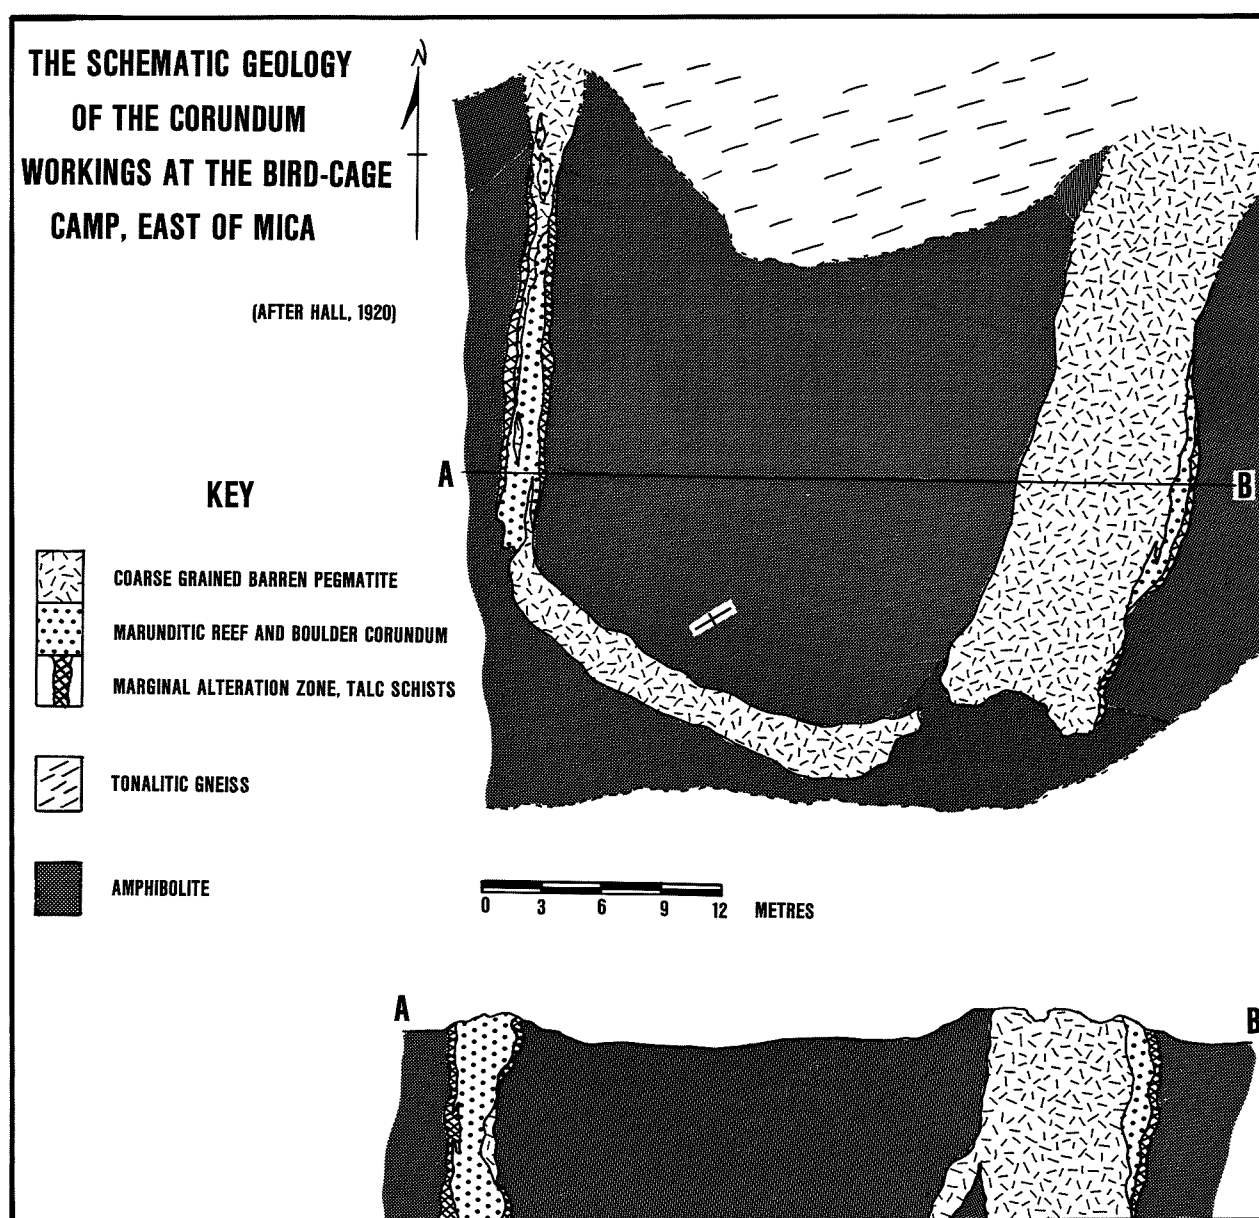 THE SCHEMATIC GEOLOGY
OF THE CORUNDUM
WORKINGS AT THE BIRD-CAGE
CAMP, EAST OF MICA
N
(AFTER HALL, 1920)
A
B
KEY
COARSE GRAINED BARREN PEGMATITE
MARUNDITIC REEF AND BOULDER CORUNDUM
MARGINAL ALTERATION ZONE, TALC SCHISTS
TONALITIC GNEISS
AMPHIBOLITE
0 3 6 9 12 METRES
A
B